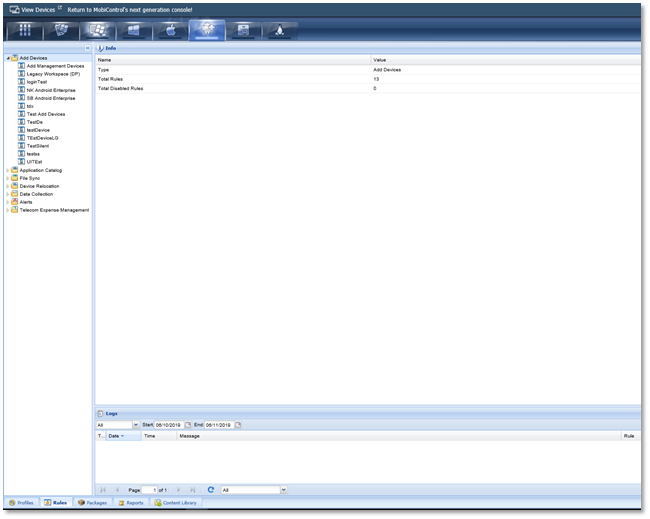 View Devices Return to MobiControl's next generation console!
Add Devices
Add Management Devices
Legacy Workspace (DP)
loginTest
NK Android Enterprise
SB Android Enterprise
tdx
Test Add Devices
TestDe
testDevice
TEstDeviceLG
TestSilent
testss
UITEst
Application Catalog
File Sync
Device Relocation
Data Collection
Alerts
Telecom Expense Management
Info
Name Value
Type Add Devices
Total Rules 13
Total Disabled Rules 0
Logs
All Start 06/10/2019 End 06/11/2019
T... Date Time Message Rule
Page 1 of 1 All
Profiles Rules Packages Reports Content Library